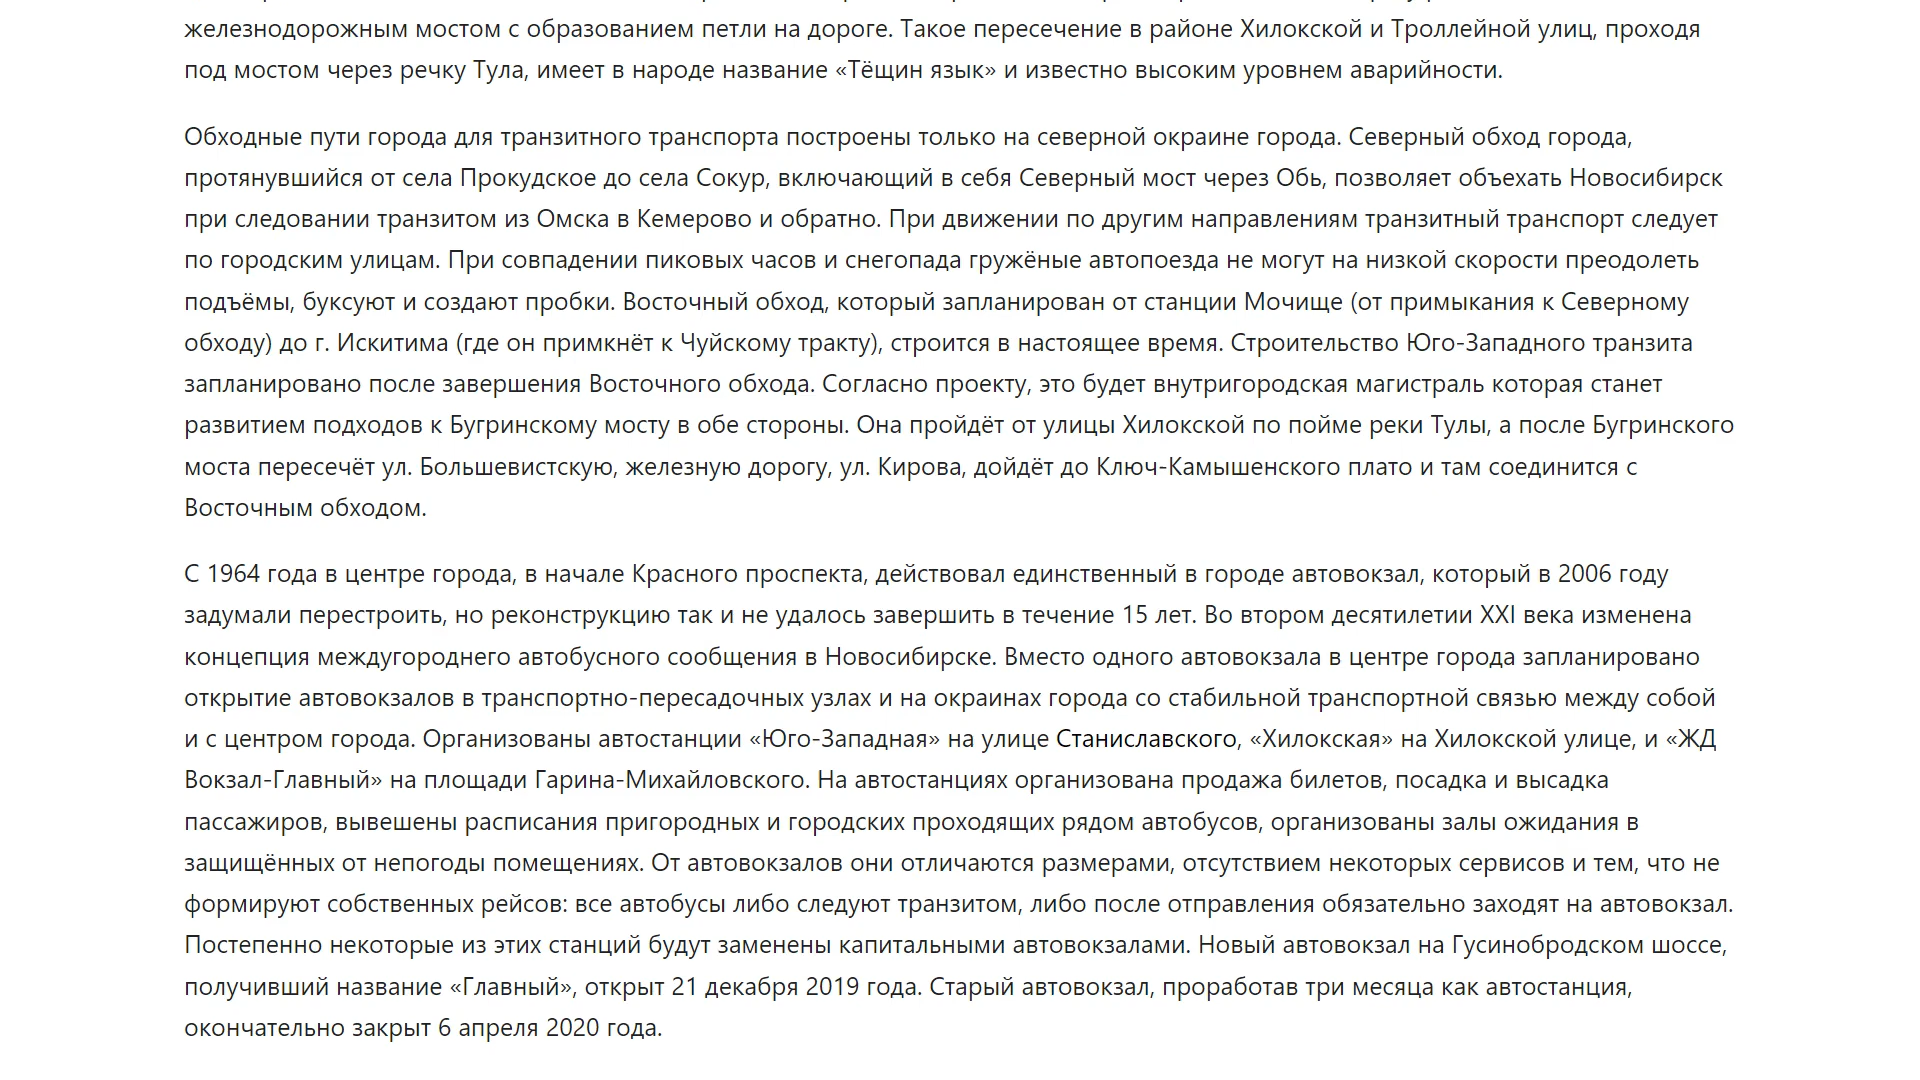 железнодорожным мостом с образованием петли на дороге. Такое пересечение в районе Хилокской и Троллейной улиц, проходя
под мостом через речку Тула, имеет в народе название «Тёщин язык» и известно высоким уровнем аварийности.
Обходные пути города для транзитного транспорта построены только на северной окраине города. Северный обход города,
протянувшийся от села Прокудское до села Сокур, включающий в себя Северный мост через Обь, позволяет объехать Новосибирск
при следовании транзитом из Омска в Кемерово и обратно. При движении по другим направлениям транзитный транспорт следует
по городским улицам. При совпадении пиковых часов и снегопада гружёные автопоезда не могут на низкой скорости преодолеть
подъёмы, буксуют и создают пробки. Восточный обход, который запланирован от станции Мочище (от примыкания к Северному
обходу) до г. Искитима (где он примкнёт к Чуйскому тракту), строится в настоящее время. Строительство Юго-Западного транзита
запланировано после завершения Восточного обхода. Согласно проекту, это будет внутригородская магистраль которая станет
развитием подходов к Бугринскому мосту в обе стороны. Она пройдёт от улицы Хилокской по пойме реки Тулы, а после Бугринского
моста пересечёт ул. Большевистскую, железную дорогу, ул. Кирова, дойдёт до Ключ-Камышенского плато и там соединится с
Восточным обходом.
С 1964 года в центре города, в начале Красного проспекта, действовал единственный в городе автовокзал, который в 2006 году
задумали перестроить, но реконструкцию так и не удалось завершить в течение 15 лет. Во втором десятилетии XXI века изменена
концепция междугороднего автобусного сообщения в Новосибирске. Вместо одного автовокзала в центре города запланировано
открытие автовокзалов в транспортно-пересадочных узлах и на окраинах города со стабильной транспортной связью между собой
и с центром города. Организованы автостанции «Юго-Западная» на улице Станиславского, «Хилокская» на Хилокской улице, и «ЖД
Вокзал-Главный» на площади Гарина-Михайловского. На автостанциях организована продажа билетов, посадка и высадка
пассажиров, вывешены расписания пригородных и городских проходящих рядом автобусов, организованы залы ожидания в
защищённых от непогоды помещениях. От автовокзалов они отличаются размерами, отсутствием некоторых сервисов и тем, что не
формируют собственных рейсов: все автобусы либо следуют транзитом, либо после отправления обязательно заходят на автовокзал.
Постепенно некоторые из этих станций будут заменены капитальными автовокзалами. Новый автовокзал на Гусинобродском шоссе,
получивший название «Главный», открыт 21 декабря 2019 года. Старый автовокзал, проработав три месяца как автостанция,
окончательно закрыт 6 апреля 2020 года.